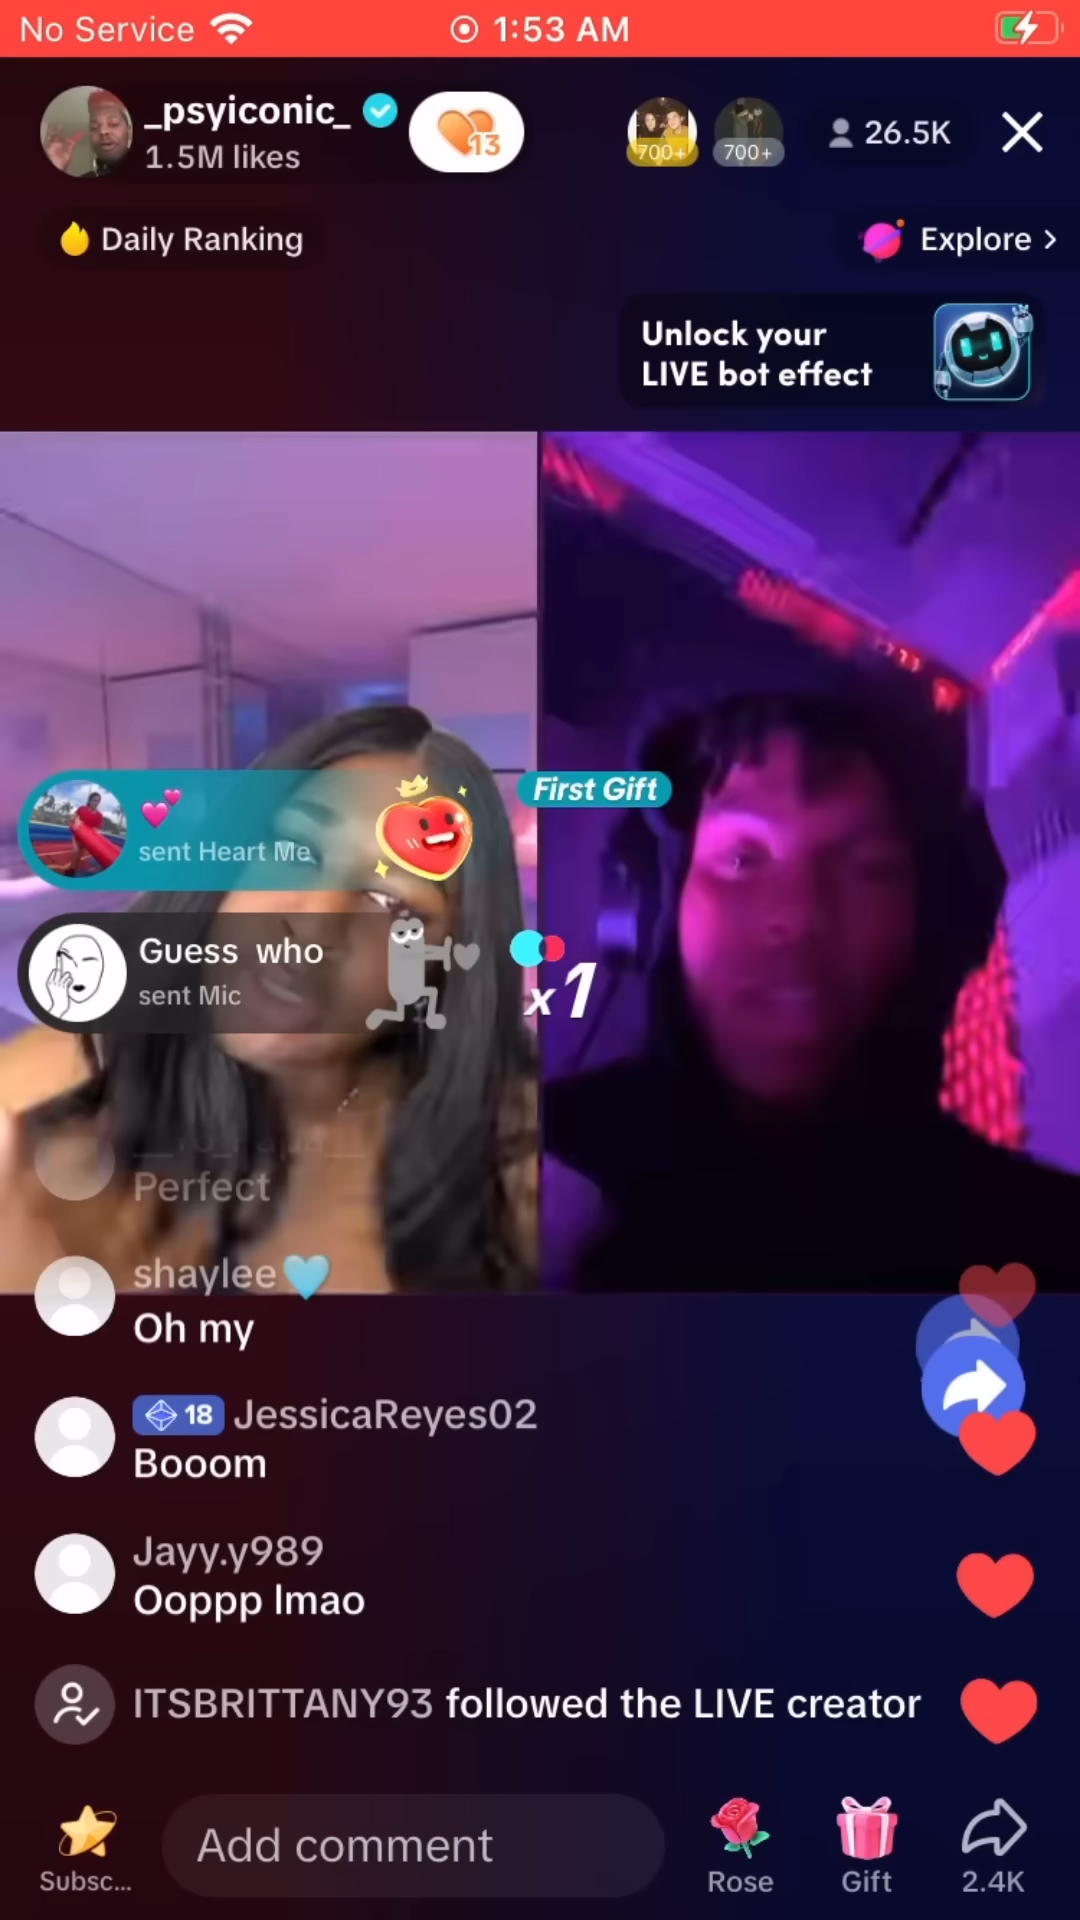 No Service 1:53 AM
_psyiconic_ 13 26.5K
1.5M likes 700+ 700+
Daily Ranking Explore >
Unlock your
LIVE bot effect
First Gift
sent Heart Me
Guess who
sent Mic
x1
Perfect
shaylee🩵
Oh my
18 JessicaReyes02
Booom
Jayy.y989
Ooppp lmao
ITSBRITTANY93 followed the LIVE creator
Add comment
Subsc... Rose Gift 2.4K